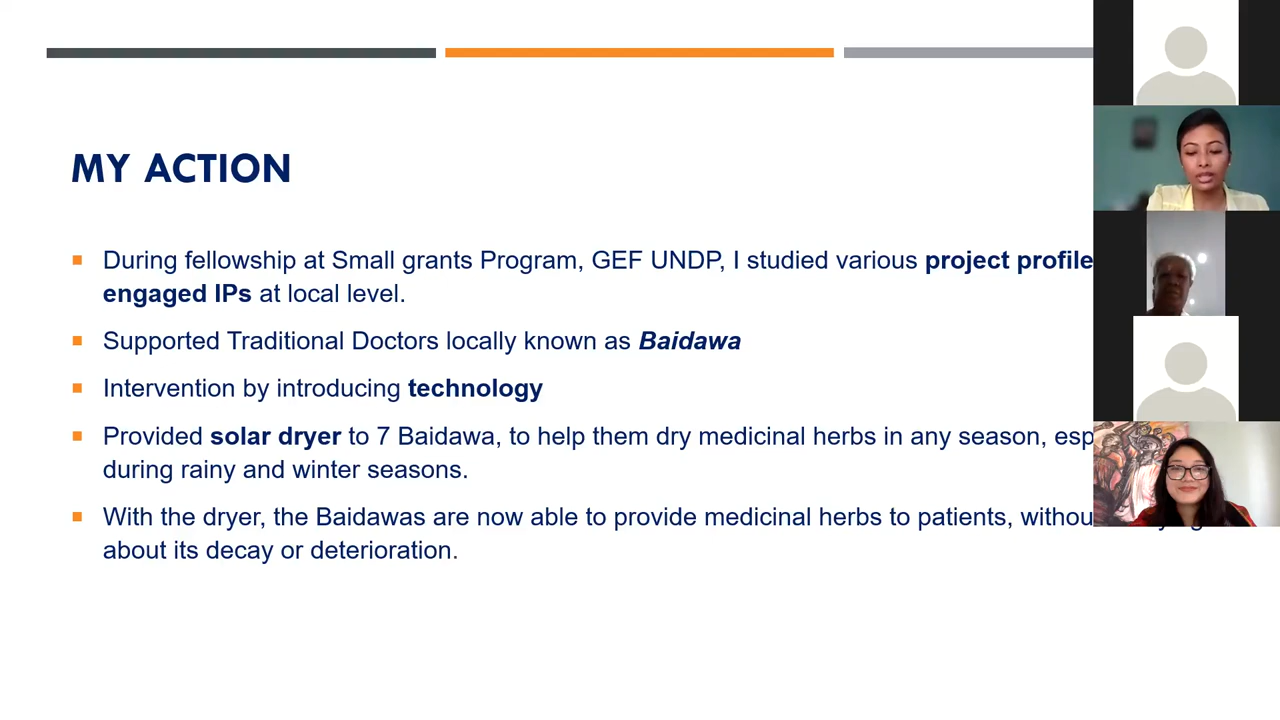 MY ACTION
During fellowship at Small grants Program, GEF UNDP, I studied various project profile
engaged IPs at local level.
Supported Traditional Doctors locally known as Baidawa
Intervention by introducing technology
Provided solar dryer to 7 Baidawa, to help them dry medicinal herbs in any season,
during rainy and winter seasons.
With the dryer, the Baidawas are now able to provide medicinal herbs to patients,
about its decay or deterioration.